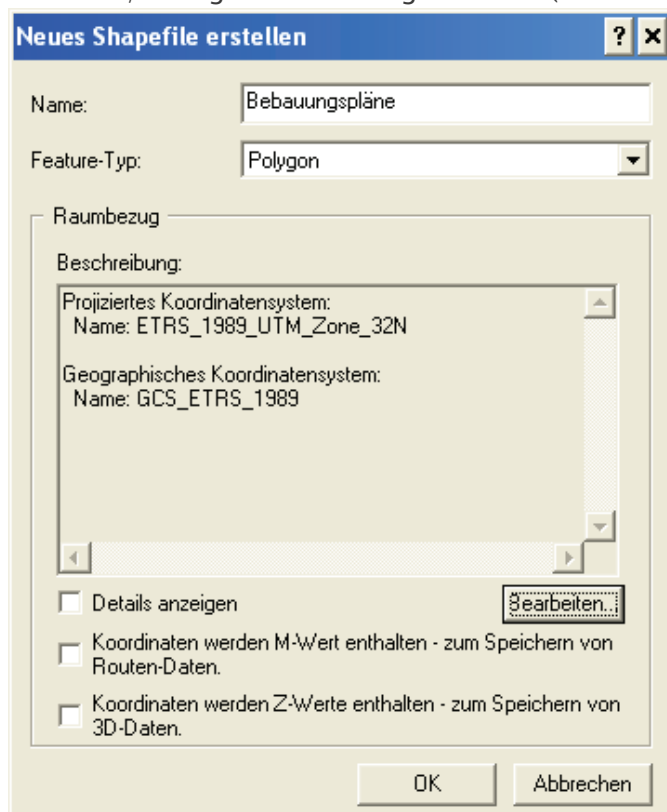 Neues Shapefile erstellen
Name:
Bebauungspläne
Feature-Typ:
Polygon
Raumbezug
Beschreibung:
Projiziertes Koordinatensystem:
Name: ETRS_1989_UTM_Zone_32N
Geographisches Koordinatensystem:
Name: GCS_ETRS_1989
Details anzeigen
Bearbeiten...
Koordinaten werden M-Wert enthalten - zum Speichern von
Routen-Daten.
Koordinaten werden Z-Werte enthalten - zum Speichern von
3D-Daten.
OK
Abbrechen